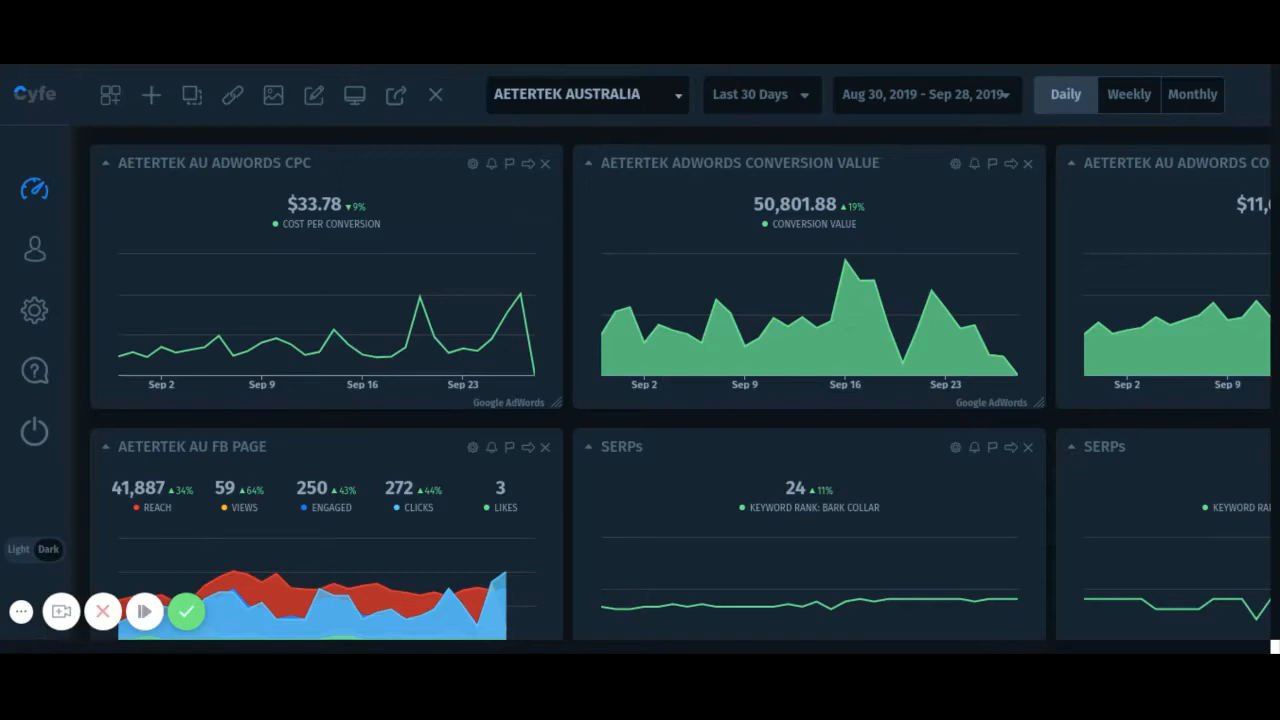 Cyfe
AETERTEK AUSTRALIA
Last 30 Days
Aug 30, 2019 - Sep 28, 2019
Daily
Weekly
Monthly
AETERTEK AU ADWORDS CPC
$33.78 ▼9%
COST PER CONVERSION
Sep 2
Sep 9
Sep 16
Sep 23
Google AdWords
AETERTEK ADWORDS CONVERSION VALUE
50,801.88 ▲19%
CONVERSION VALUE
Sep 2
Sep 9
Sep 16
Sep 23
Google AdWords
AETERTEK AU ADWORDS CO
$11,
Sep 2
Sep 9
AETERTEK AU FB PAGE
41,887 ▲34%
REACH
59 ▲64%
VIEWS
250 ▲43%
ENGAGED
272 ▲44%
CLICKS
3
LIKES
SERPs
24 ▲11%
KEYWORD RANK: BARK COLLAR
SERPs
KEYWORD RA
Light
Dark